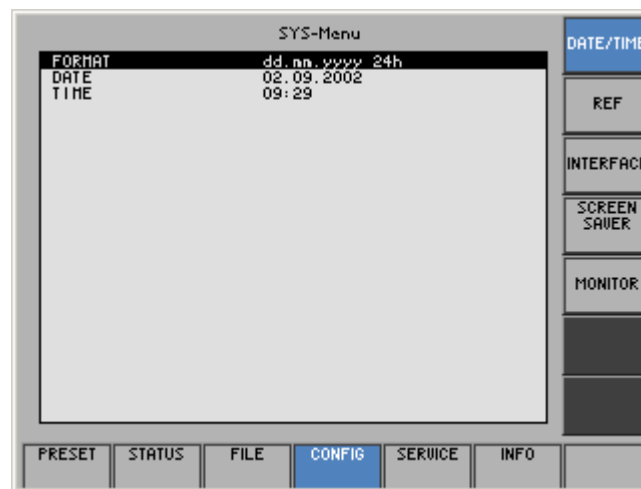 SYS-Menu
FORMAT dd.mm.yyyy 24h
DATE 02.09.2002
TIME 09:29
DATE/TIME
REF
INTERFAC
SCREEN
SAVER
MONITOR
PRESET STATUS FILE CONFIG SERVICE INFO